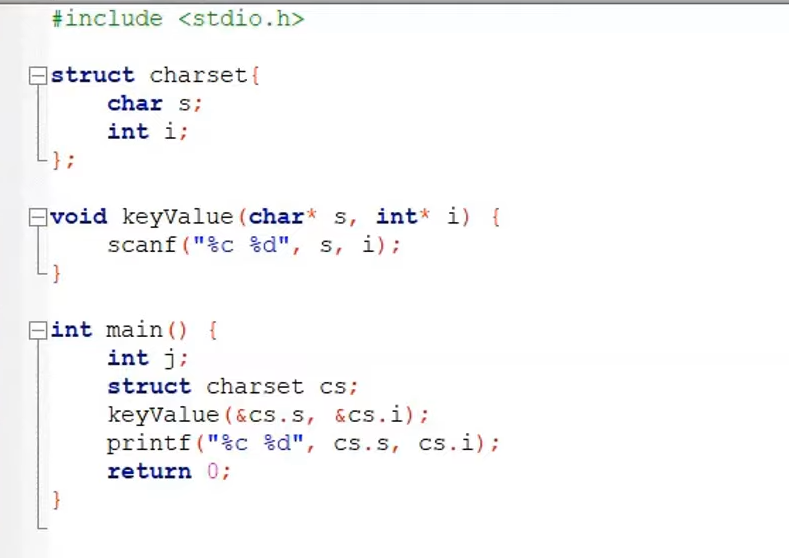 #include <stdio.h>
struct charset{
char s;
int i;
};
void keyValue(char* s, int* i) {
scanf("%c %d", s, i);
}
int main() {
int j;
struct charset cs;
keyValue(&cs.s, &cs.i);
printf("%c %d", cs.s, cs.i);
return 0;
}